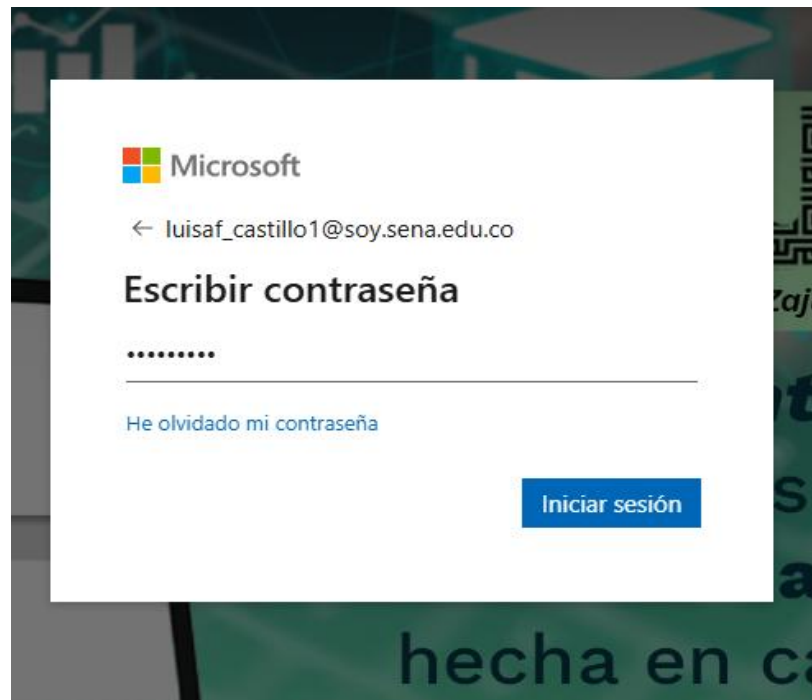 Microsoft
← luisaf_castillo1@soy.sena.edu.co
Escribir contraseña
•••••••••
He olvidado mi contraseña
Iniciar sesión
hecha en